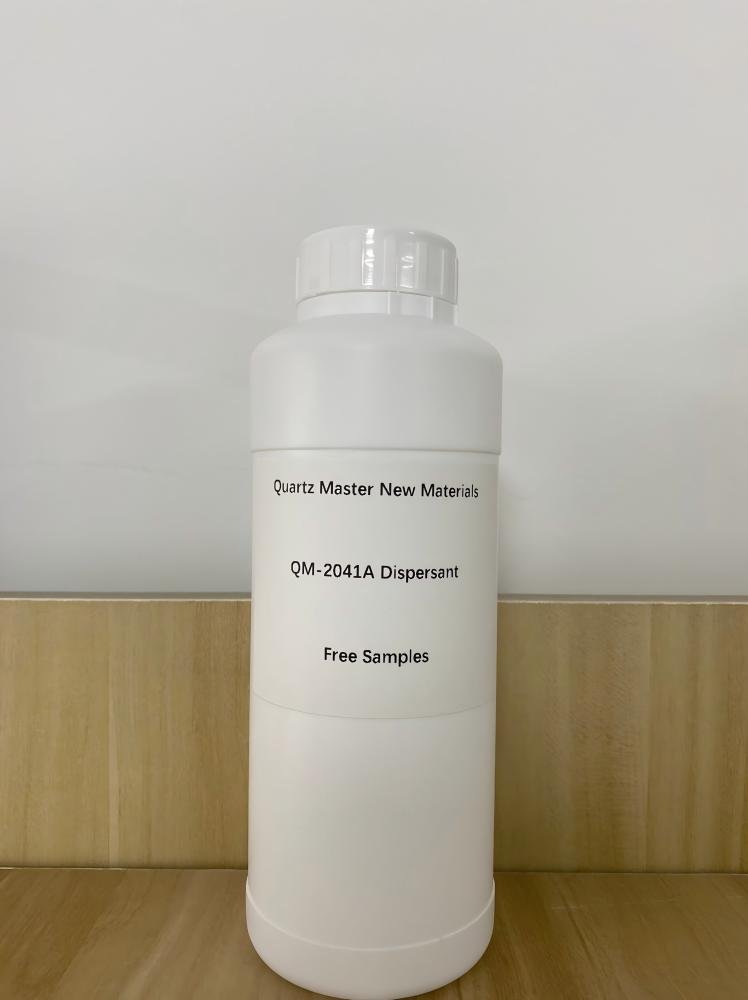 Quartz Master New Materials
QM-2041A Dispersant
Free Samples